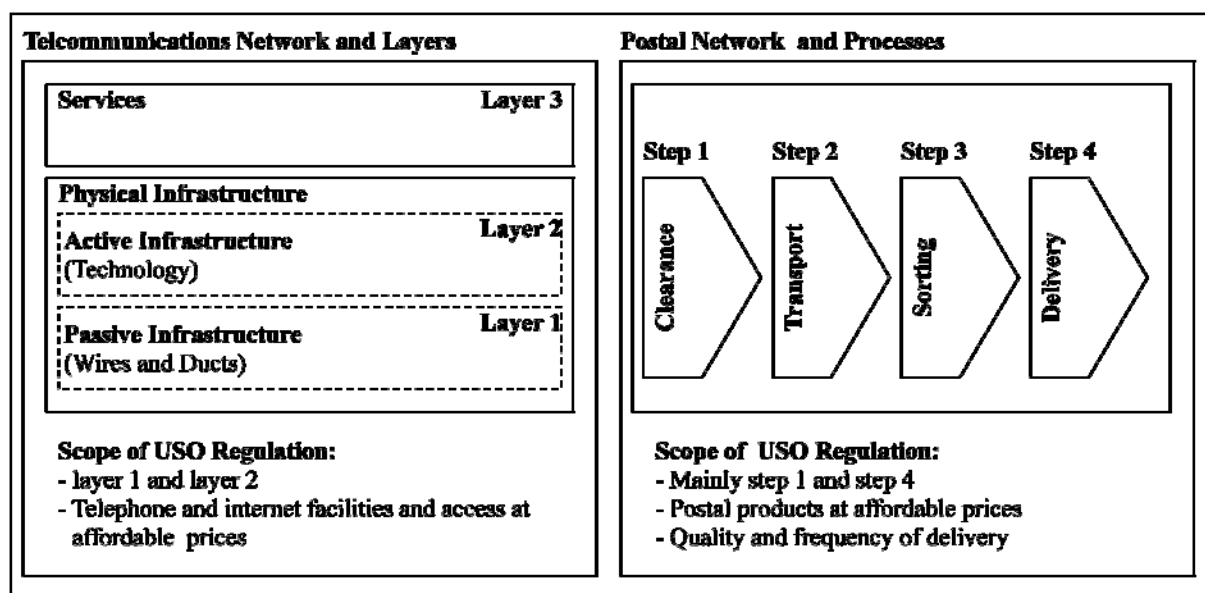 Telcommunications Network and Layers
Services
Layer 3
Physical Infrastructure
Layer 2
Active Infrastructure
(Technology)
Layer 1
Passive Infrastructure
(Wires and Ducts)
Scope of USO Regulation:
- layer 1 and layer 2
- Telephone and internet facilities and access at
affordable prices
Postal Network and Processes
Step 1
Step 2
Step 3
Step 4
Clearance
Transport
Sorting
Delivery
Scope of USO Regulation:
- Mainly step 1 and step 4
- Postal products at affordable prices
- Quality and frequency of delivery